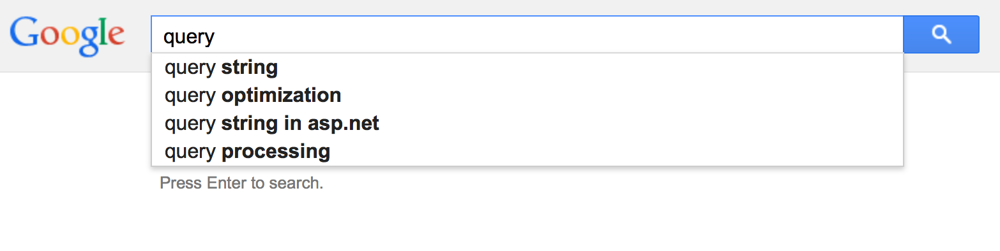 Google
query
query string
query optimization
query string in asp.net
query processing
Press Enter to search.